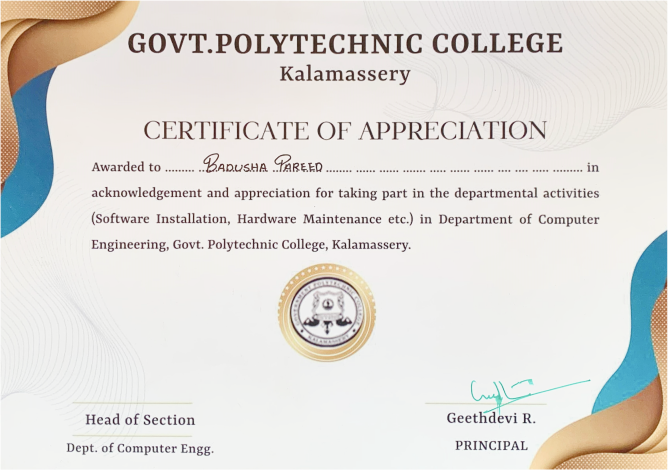 GOVT.POLYTECHNIC COLLEGE
Kalamassery
CERTIFICATE OF APPRECIATION
Awarded to ......... ...BADUSHA PAREED........ ...... ...... ....... ..... ...... ...... .... .... ..... ......... in
acknowledgement and appreciation for taking part in the departmental activities
(Software Installation, Hardware Maintenance etc.) in Department of Computer
Engineering, Govt. Polytechnic College, Kalamassery.
GOVERNMENT POLYTECHNIC COLLEGE
KALAMASSERY
Head of Section
Dept. of Computer Engg.
Geethdevi R.
PRINCIPAL